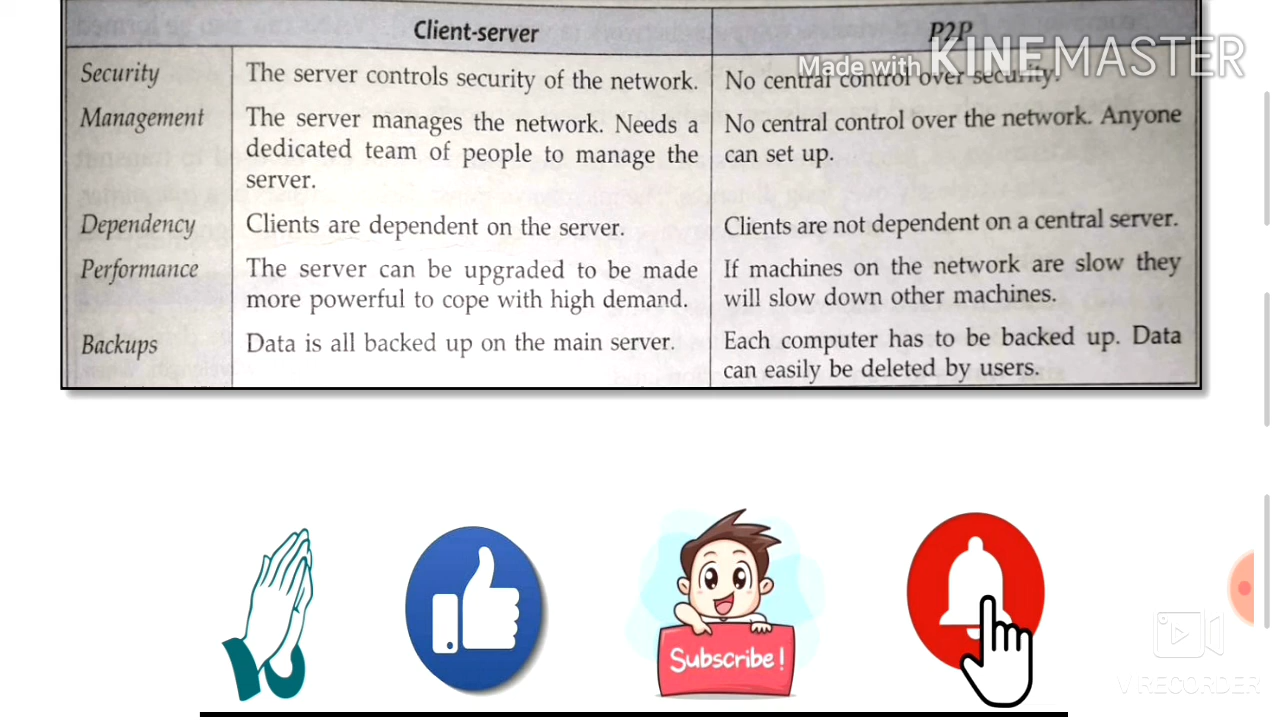 Client-server P2P
Made with KINEMASTER
Security The server controls security of the network. No central control over security.
Management The server manages the network. Needs a No central control over the network. Anyone
dedicated team of people to manage the can set up.
server.
Dependency Clients are dependent on the server. Clients are not dependent on a central server.
Performance The server can be upgraded to be made If machines on the network are slow they
more powerful to cope with high demand. will slow down other machines.
Backups Data is all backed up on the main server. Each computer has to be backed up. Data
can easily be deleted by users.
Subscribe!
V RECORDER